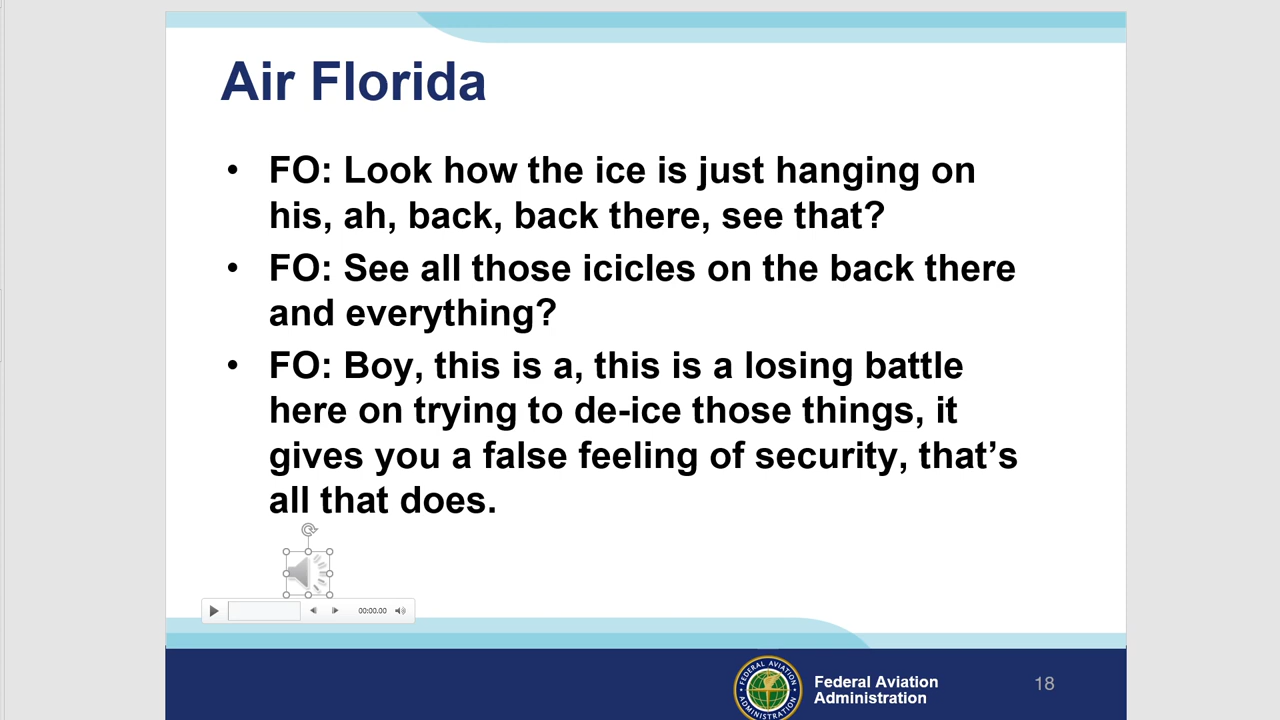 Air Florida
• FO: Look how the ice is just hanging on
his, ah, back, back there, see that?
• FO: See all those icicles on the back there
and everything?
• FO: Boy, this is a, this is a losing battle
here on trying to de-ice those things, it
gives you a false feeling of security, that’s
all that does.
00:00.00
FEDERAL AVIATION
ADMINISTRATION
Federal Aviation
Administration
18